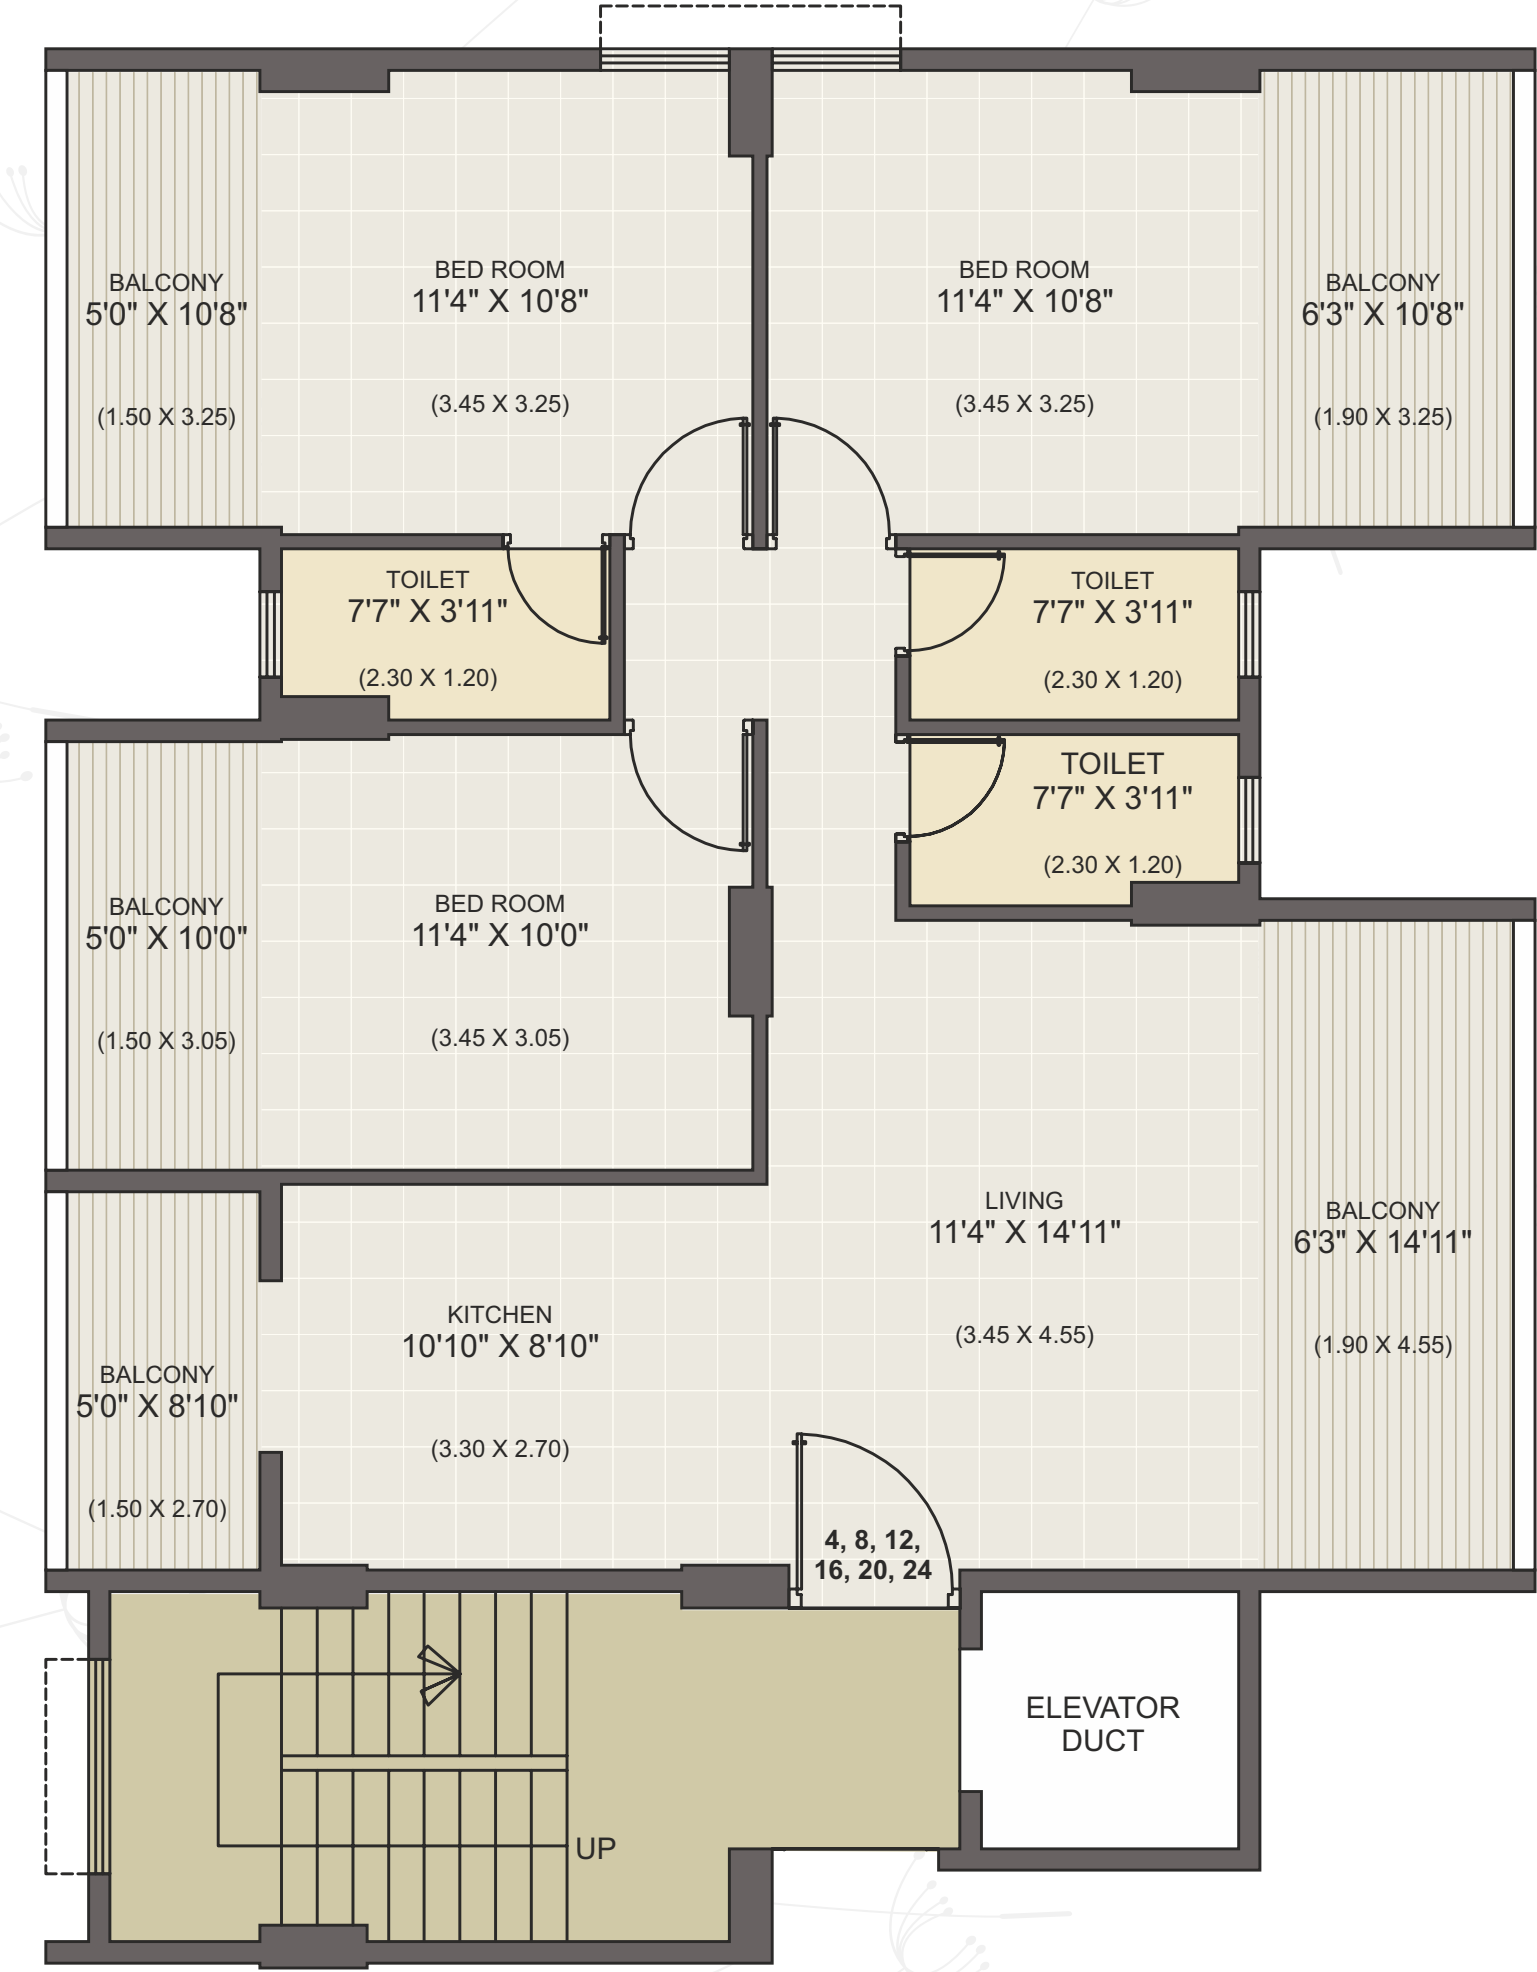 BALCONY
5'0" X 10'8"
(1.50 X 3.25)
BED ROOM
11'4" X 10'8"
(3.45 X 3.25)
BED ROOM
11'4" X 10'8"
(3.45 X 3.25)
BALCONY
6'3" X 10'8"
(1.90 X 3.25)
TOILET
7'7" X 3'11"
(2.30 X 1.20)
TOILET
7'7" X 3'11"
(2.30 X 1.20)
TOILET
7'7" X 3'11"
(2.30 X 1.20)
BALCONY
5'0" X 10'0"
(1.50 X 3.05)
BED ROOM
11'4" X 10'0"
(3.45 X 3.05)
LIVING
11'4" X 14'11"
(3.45 X 4.55)
BALCONY
6'3" X 14'11"
(1.90 X 4.55)
KITCHEN
10'10" X 8'10"
(3.30 X 2.70)
BALCONY
5'0" X 8'10"
(1.50 X 2.70)
4, 8, 12,
16, 20, 24
ELEVATOR
DUCT
UP